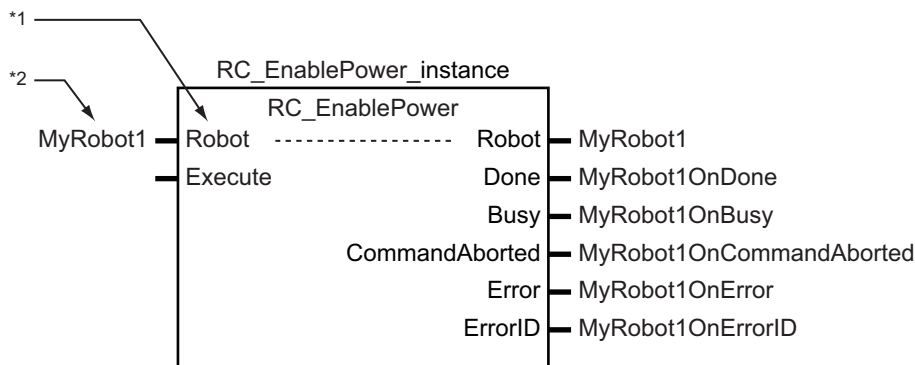 *1
*2
RC_EnablePower_instance
RC_EnablePower
MyRobot1 Robot Robot MyRobot1
Execute Done MyRobot1OnDone
Busy MyRobot1OnBusy
CommandAborted MyRobot1OnCommandAborted
Error MyRobot1OnError
ErrorID MyRobot1OnErrorID